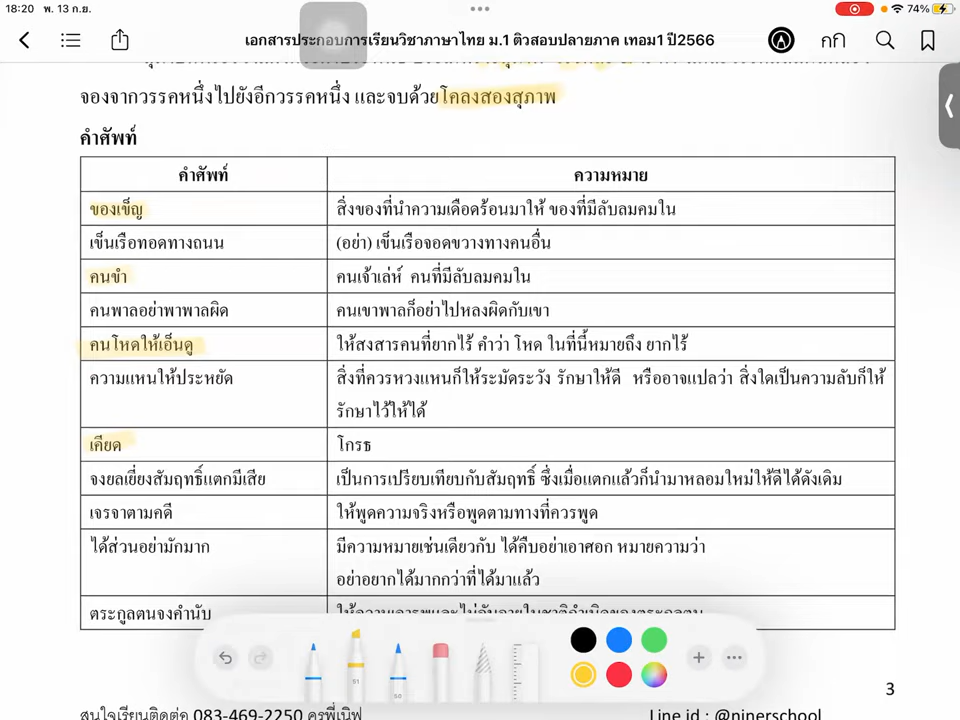 18:20 พ. 13 ก.ย.
74%
เอกสารประกอบการเรียนวิชาภาษาไทย ม.1 ติวสอบปลายภาค เทอม1 ปี2566
กก
จองจากวรรคหนึ่งไปยังอีกวรรคหนึ่ง และจบด้วยโคลงสองสุภาพ
คำศัพท์
คำศัพท์ ความหมาย
ของเข็ญ สิ่งของที่นำความเดือดร้อนมาให้ ของที่มีลับลมคมใน
เข็นเรือทอดทางถนน (อย่า) เข็นเรือจอดขวางทางคนอื่น
คนขำ คนเจ้าเล่ห์ คนที่มีลับลมคมใน
คนพาลอย่าพาพาลผิด คนเขาพาลก็อย่าไปหลงผิดกับเขา
คนโหดให้เอ็นดู ให้สงสารคนที่ยากไร้ คำว่า โหด ในที่นี้หมายถึง ยากไร้
ความแหนให้ประหยัด สิ่งที่ควรหวงแหนก็ให้ระมัดระวัง รักษาให้ดี หรืออาจแปลว่า สิ่งใดเป็นความลับก็ให้
รักษาไว้ให้ได้
เคียด โกรธ
จงยลเยี่ยงสัมฤทธิ์แตกมีเสีย เป็นการเปรียบเทียบกับสัมฤทธิ์ ซึ่งเมื่อแตกแล้วก็นำมาหลอมใหม่ให้ดีได้ดังเดิม
เจรจาตามคดี ให้พูดความจริงหรือพูดตามทางที่ควรพูด
ได้ส่วนอย่ามักมาก มีความหมายเช่นเดียวกับ ได้คืบอย่าเอาศอก หมายความว่า
อย่าอยากได้มากกว่าที่ได้มาแล้ว
ตระกูลตนจงคำนับ
51
50
3
สนใจเรียนติดต่อ 083-469-2250 ครูพี่เนิฟ Line id : @ninerschool